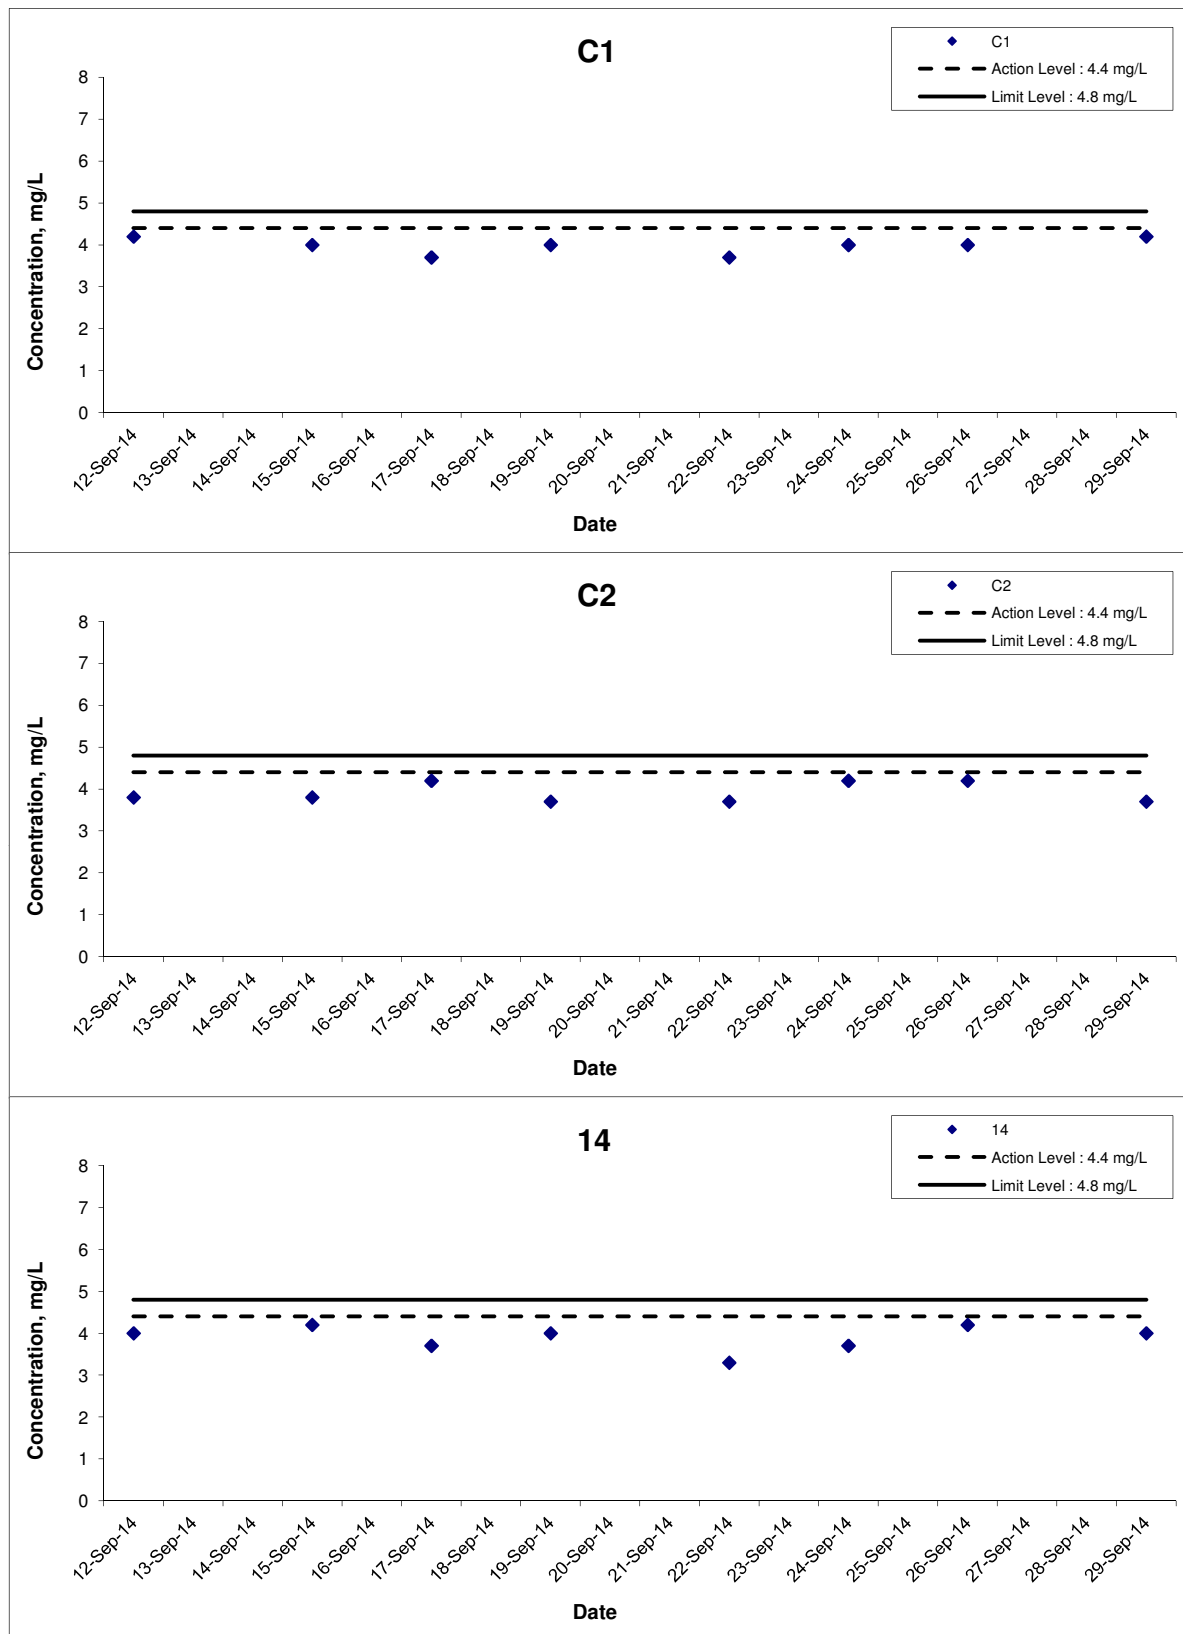 C1
C1
Action Level : 4.4 mg/L
Limit Level : 4.8 mg/L
Concentration, mg/L
8
7
6
5
4
3
2
1
0
12-Sep-14
13-Sep-14
14-Sep-14
15-Sep-14
16-Sep-14
17-Sep-14
18-Sep-14
19-Sep-14
20-Sep-14
21-Sep-14
22-Sep-14
23-Sep-14
24-Sep-14
25-Sep-14
26-Sep-14
27-Sep-14
28-Sep-14
29-Sep-14
Date
C2
C2
Action Level : 4.4 mg/L
Limit Level : 4.8 mg/L
Concentration, mg/L
8
7
6
5
4
3
2
1
0
12-Sep-14
13-Sep-14
14-Sep-14
15-Sep-14
16-Sep-14
17-Sep-14
18-Sep-14
19-Sep-14
20-Sep-14
21-Sep-14
22-Sep-14
23-Sep-14
24-Sep-14
25-Sep-14
26-Sep-14
27-Sep-14
28-Sep-14
29-Sep-14
Date
14
14
Action Level : 4.4 mg/L
Limit Level : 4.8 mg/L
Concentration, mg/L
8
7
6
5
4
3
2
1
0
12-Sep-14
13-Sep-14
14-Sep-14
15-Sep-14
16-Sep-14
17-Sep-14
18-Sep-14
19-Sep-14
20-Sep-14
21-Sep-14
22-Sep-14
23-Sep-14
24-Sep-14
25-Sep-14
26-Sep-14
27-Sep-14
28-Sep-14
29-Sep-14
Date